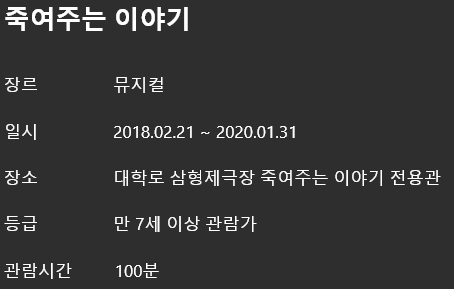 죽여주는 이야기
장르 뮤지컬
일시 2018.02.21 ~ 2020.01.31
장소 대학로 삼형제극장 죽여주는 이야기 전용관
등급 만 7세 이상 관람가
관람시간 100분